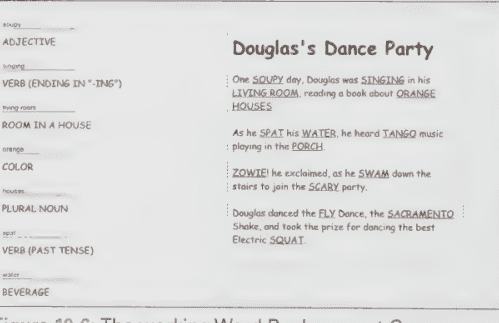 soupy
ADJECTIVE
singing
VERB (ENDING IN "-ING")
living room
ROOM IN A HOUSE
orange
COLOR
houses
PLURAL NOUN
spat
VERB (PAST TENSE)
water
BEVERAGE
Douglas's Dance Party
One SOUPY day, Douglas was SINGING in his
LIVING ROOM, reading a book about ORANGE
HOUSES
As he SPAT his WATER, he heard TANGO music
playing in the PORCH.
ZOWIE! he exclaimed, as he SWAM down the
stairs to join the SCARY party.
Douglas danced the FLY Dance, the SACRAMENTO
Shake, and took the prize for dancing the best
Electric SQUAT.